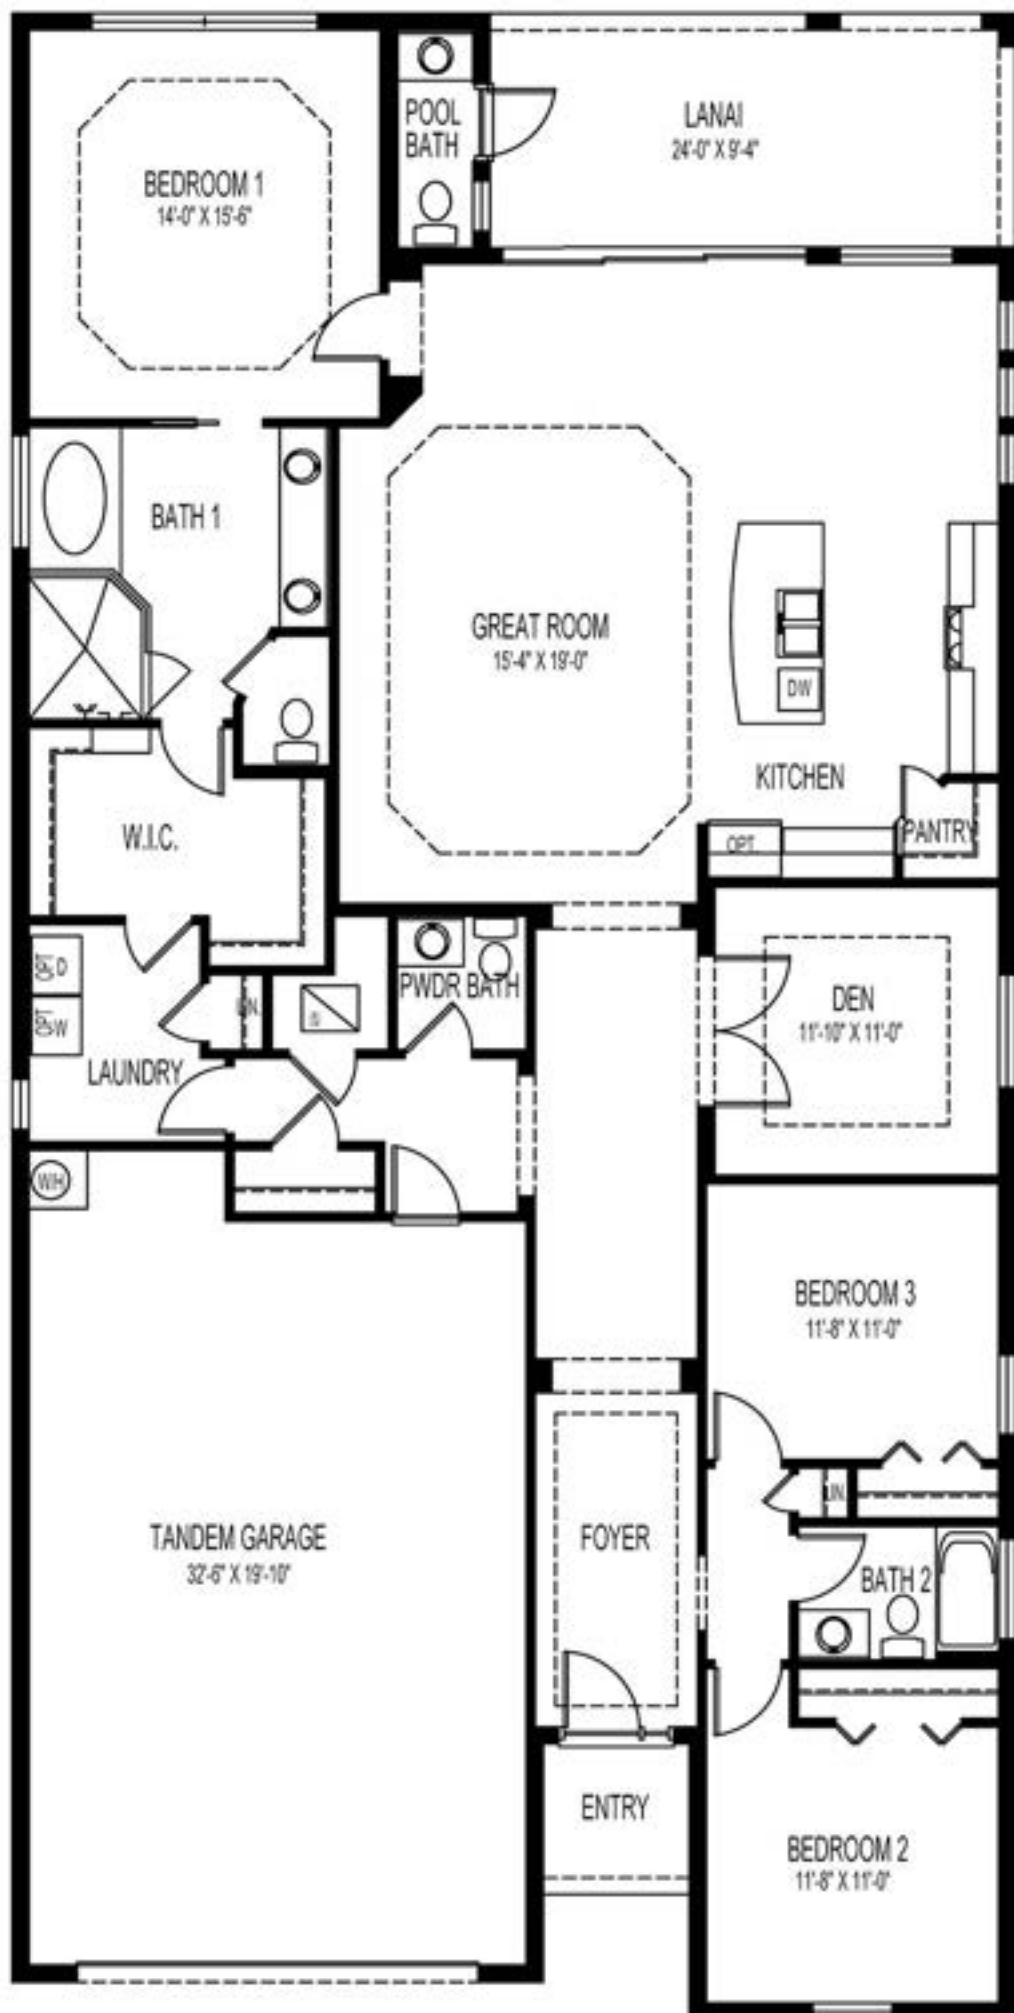 POOL
BATH
LANAI
24'-0" X 9'-4"
BEDROOM 1
14'-0" X 15'-6"
BATH 1
GREAT ROOM
15'-4" X 19'-0"
DW
KITCHEN
OPT.
PANTRY
W.I.C.
OPT D
OPT W
LAUNDRY
LIN.
PWDR BATH
DEN
11'-10" X 11'-0"
WH
BEDROOM 3
11'-8" X 11'-0"
LIN.
TANDEM GARAGE
32'-6" X 19'-10"
FOYER
BATH 2
ENTRY
BEDROOM 2
11'-8" X 11'-0"